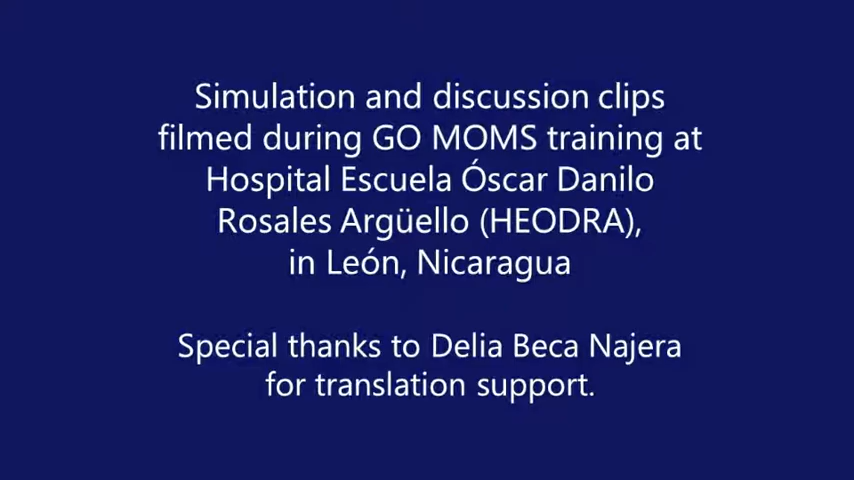 Simulation and discussion clips
filmed during GO MOMS training at
Hospital Escuela Óscar Danilo
Rosales Argüello (HEODRA),
in León, Nicaragua
Special thanks to Delia Beca Najera
for translation support.